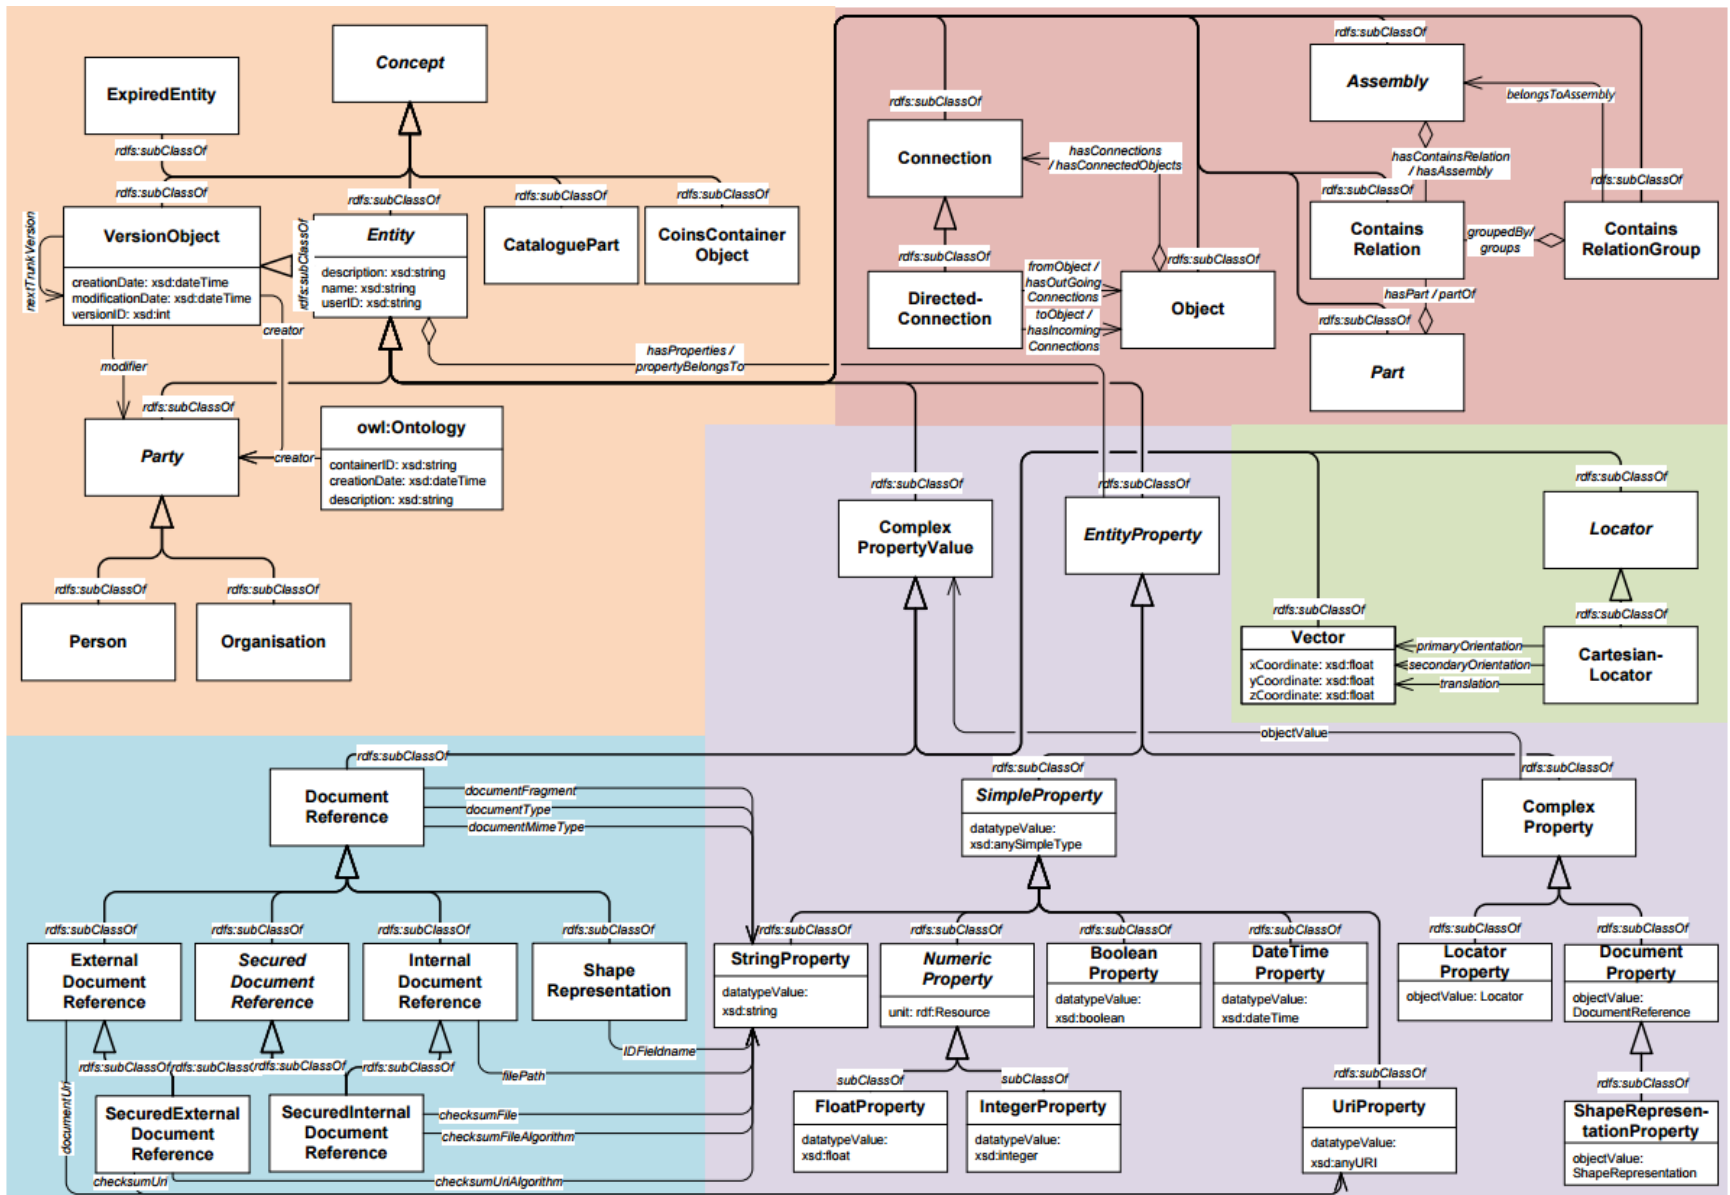 Concept
ExpiredEntity
rdfs:subClassOf
rdfs:subClassOf
VersionObject
creationDate: xsd:dateTime
modificationDate: xsd:dateTime
versionID: xsd:int
nextTrunkVersion
rdfs:subClassOf
rdfs:subClassOf
Entity
description: xsd:string
name: xsd:string
userID: xsd:string
rdfs:subClassOf
CataloguePart
rdfs:subClassOf
CoinsContainer
Object
creator
modifier
hasProperties /
propertyBelongsTo
rdfs:subClassOf
Party
creator
owl:Ontology
containerID: xsd:string
creationDate: xsd:dateTime
description: xsd:string
rdfs:subClassOf
Person
rdfs:subClassOf
Organisation
rdfs:subClassOf
Connection
hasConnections
/ hasConnectedObjects
rdfs:subClassOf
Directed-
Connection
fromObject /
hasOutGoing
Connections
toObject /
hasIncoming
Connections
rdfs:subClassOf
Object
rdfs:subClassOf
Assembly
belongsToAssembly
hasContainsRelation
/ hasAssembly
rdfs:subClassOf
Contains
Relation
groupedBy/
groups
rdfs:subClassOf
Contains
RelationGroup
hasPart / partOf
rdfs:subClassOf
Part
rdfs:subClassOf
Complex
PropertyValue
rdfs:subClassOf
EntityProperty
rdfs:subClassOf
Locator
rdfs:subClassOf
Vector
xCoordinate: xsd:float
yCoordinate: xsd:float
zCoordinate: xsd:float
primaryOrientation
secondaryOrientation
translation
rdfs:subClassOf
Cartesian-
Locator
objectValue
rdfs:subClassOf
Document
Reference
documentFragment
documentType
documentMimeType
rdfs:subClassOf
SimpleProperty
datatypeValue:
xsd:anySimpleType
rdfs:subClassOf
Complex
Property
rdfs:subClassOf
External
Document
Reference
rdfs:subClassOf
Secured
Document
Reference
rdfs:subClassOf
Internal
Document
Reference
rdfs:subClassOf
Shape
Representation
rdfs:subClassOf
StringProperty
datatypeValue:
xsd:string
rdfs:subClassOf
Numeric
Property
unit: rdf:Resource
rdfs:subClassOf
Boolean
Property
datatypeValue:
xsd:boolean
rdfs:subClassOf
DateTime
Property
datatypeValue:
xsd:dateTime
rdfs:subClassOf
Locator
Property
objectValue: Locator
rdfs:subClassOf
Document
Property
objectValue:
DocumentReference
IDFieldname
filePath
rdfs:subClassOf
rdfs:subClassOf
rdfs:subClassOf
rdfs:subClassOf
documentUri
SecuredExternal
Document
Reference
SecuredInternal
Document
Reference
checksumFile
checksumFileAlgorithm
checksumUri
checksumUriAlgorithm
subClassOf
FloatProperty
datatypeValue:
xsd:float
subClassOf
IntegerProperty
datatypeValue:
xsd:integer
rdfs:subClassOf
UriProperty
datatypeValue:
xsd:anyURI
rdfs:subClassOf
ShapeRepresen-
tationProperty
objectValue:
ShapeRepresentation